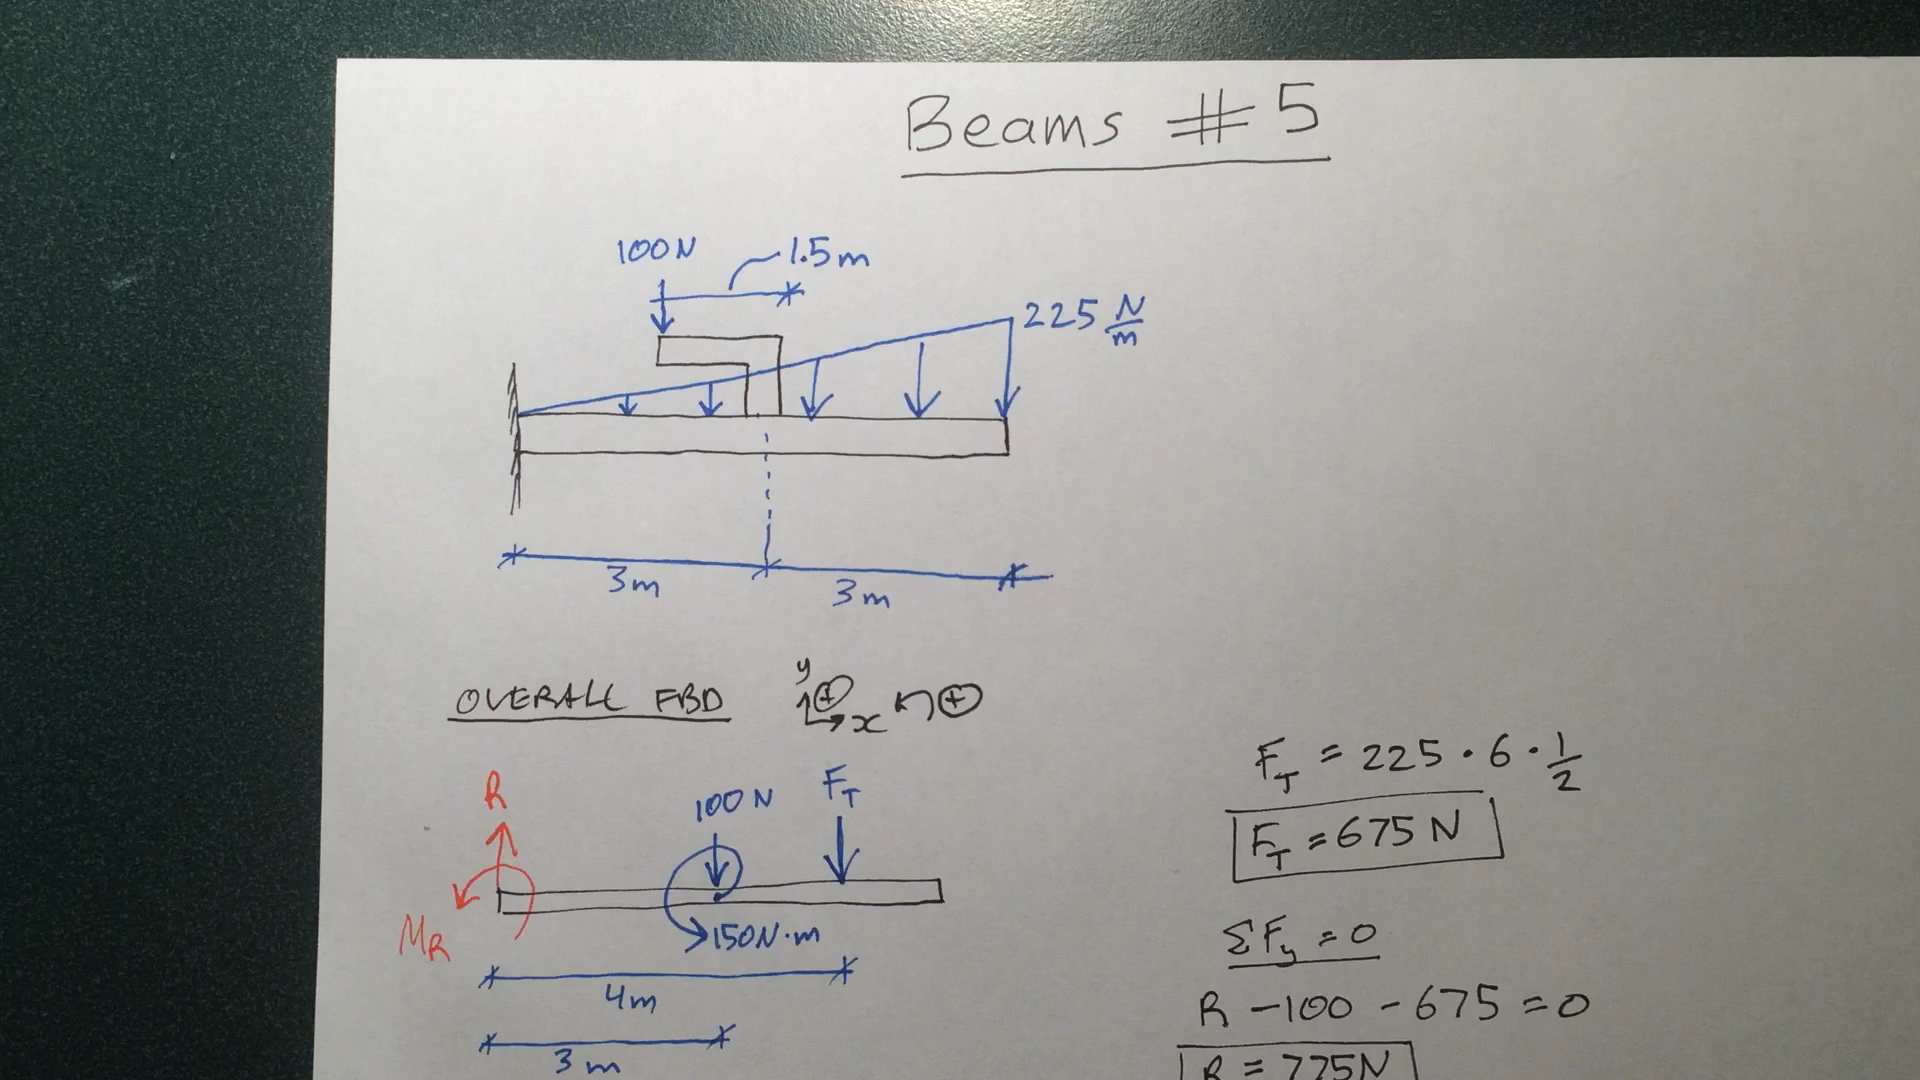 Beams #5
100N
1.5m
225 N/m
3m
3m
OVERALL FBD y ⊕ x ⊕
R
100N
F_T
M_R
150N·m
4m
3m
F_T = 225 · 6 · 1/2
F_T = 675 N
ΣF_y = 0
R - 100 - 675 = 0
R = 775N